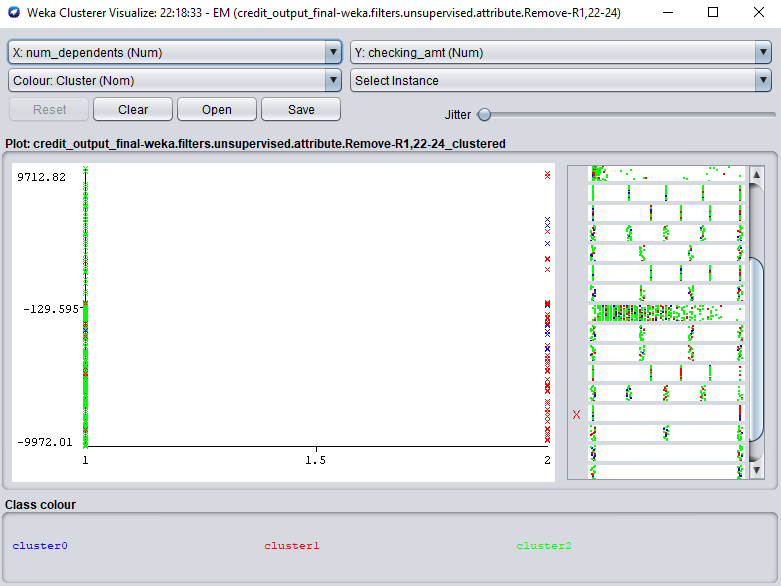 Weka Clusterer Visualize: 22:18:33 - EM (credit_output_final-weka.filters.unsupervised.attribute.Remove-R1,22-24)
X: num_dependents (Num) Y: checking_amt (Num)
Colour: Cluster (Nom) Select Instance
Reset Clear Open Save Jitter
Plot: credit_output_final-weka.filters.unsupervised.attribute.Remove-R1,22-24_clustered
9712.82
-129.595
X
-9972.01
1 1.5 2
Class colour
cluster0 cluster1 cluster2